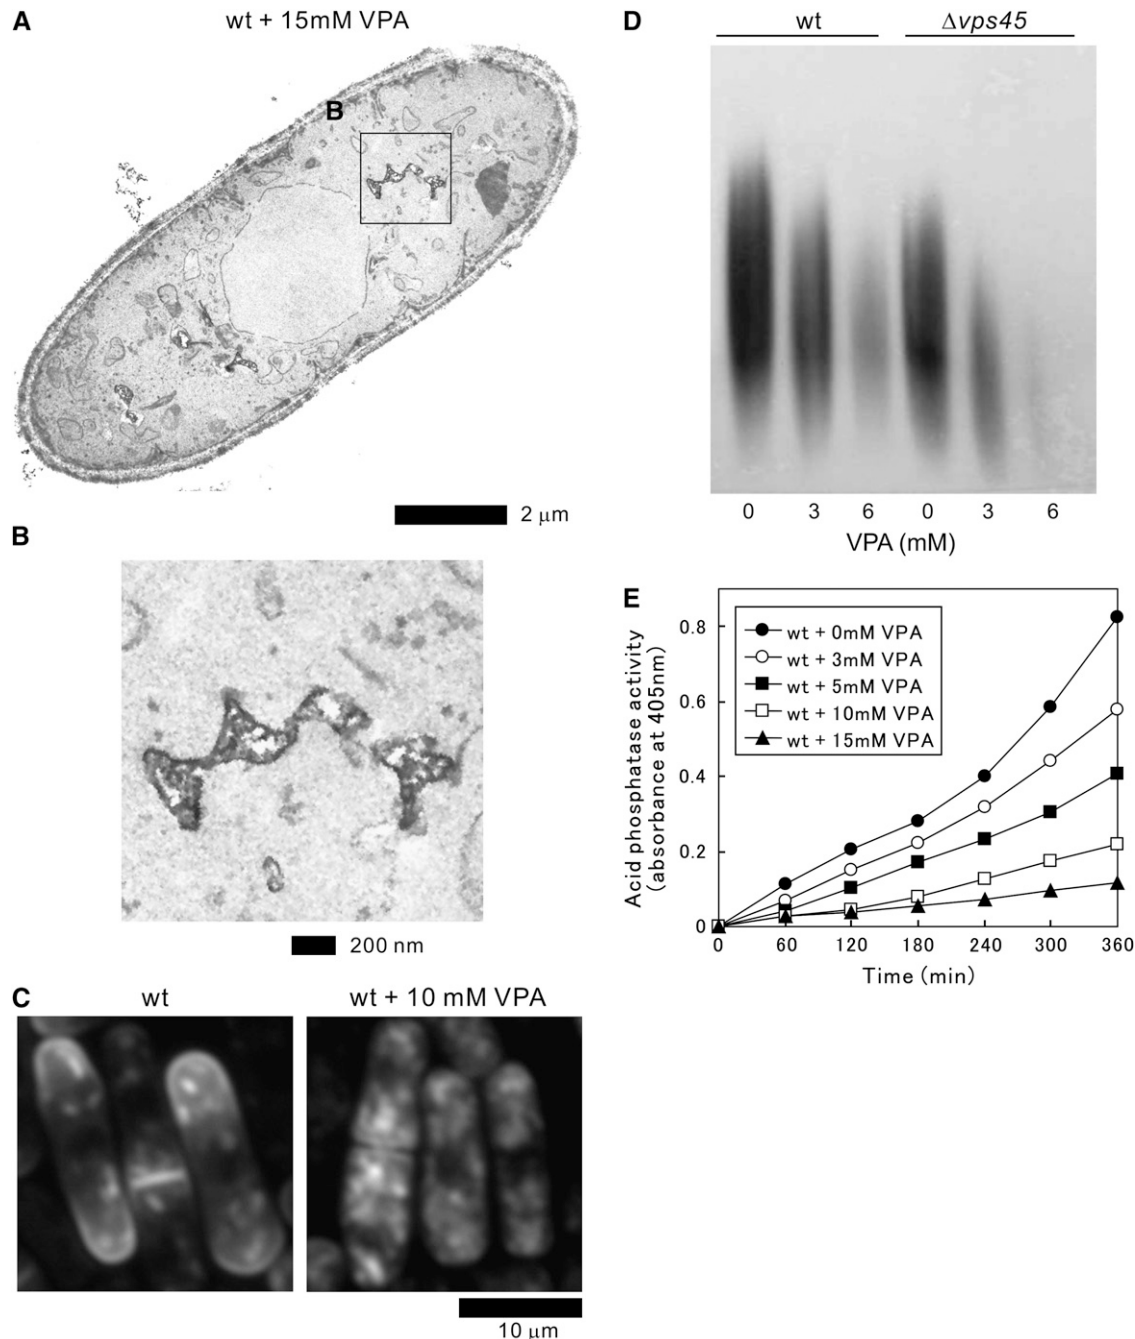 A
wt + 15mM VPA
B
2 μm
B
200 nm
C
wt
wt + 10 mM VPA
10 μm
D
wt
Δvps45
0 3 6 0 3 6
VPA (mM)
E
Acid phosphatase activity
(absorbance at 405nm)
0.8
0.6
0.4
0.2
0
wt + 0mM VPA
wt + 3mM VPA
wt + 5mM VPA
wt + 10mM VPA
wt + 15mM VPA
0 60 120 180 240 300 360
Time (min)